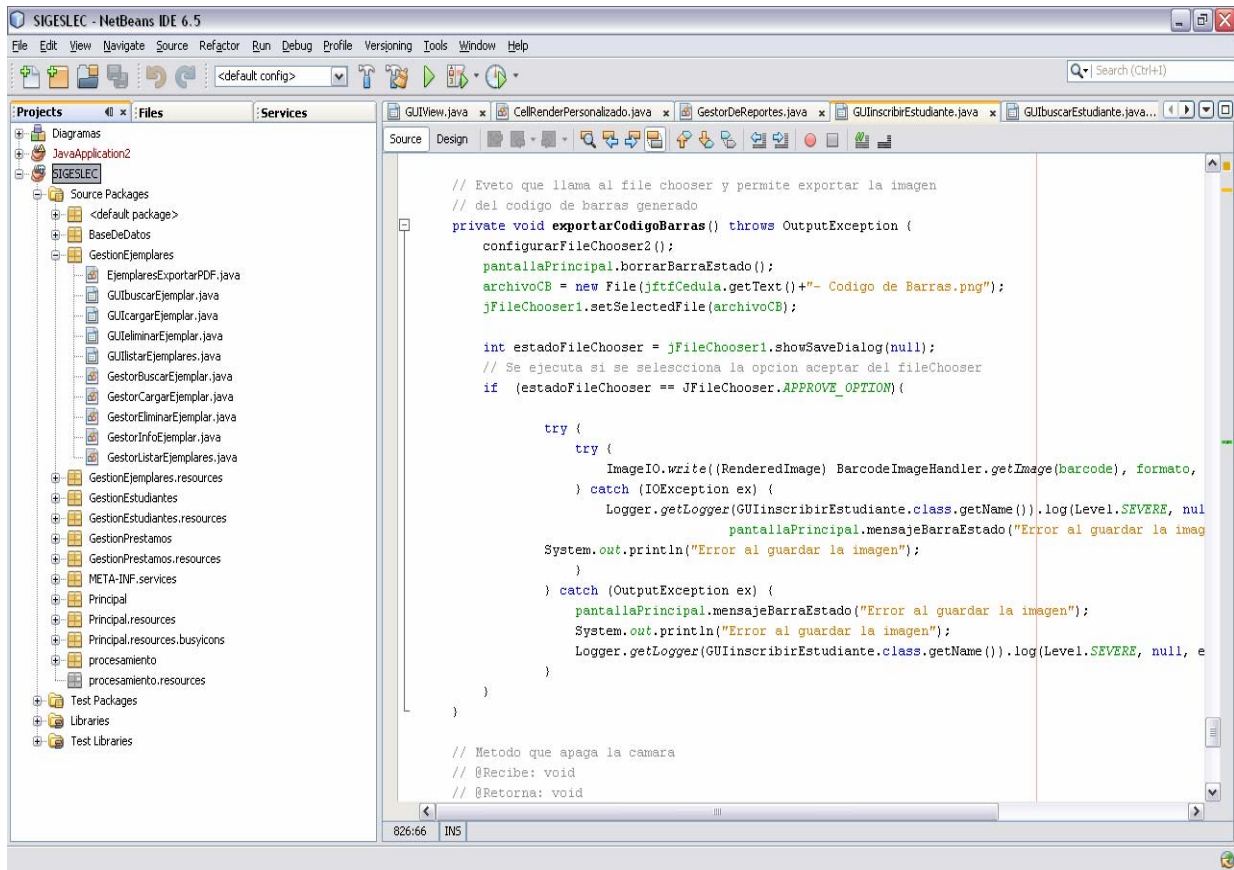 SIGESLEC - NetBeans IDE 6.5
File Edit View Navigate Source Refactor Run Debug Profile Versioning Tools Window Help
<default config>
Search (Ctrl+I)
Projects Files Services
GUIView.java CellRenderPersonalizado.java GestorDeReportes.java GUIinscribirEstudiante.java GUIbuscarEstudiante.java...
Source Design
Diagramas
JavaApplication2
SIGESLEC
Source Packages
<default package>
BaseDeDatos
GestionEjemplares
EjemplaresExportarPDF.java
GUIbuscarEjemplar.java
GUIcargarEjemplar.java
GUIeliminarEjemplar.java
GUIlistarEjemplares.java
GestorBuscarEjemplar.java
GestorCargarEjemplar.java
GestorEliminarEjemplar.java
GestorInfoEjemplar.java
GestorListarEjemplares.java
GestionEjemplares.resources
GestionEstudiantes
GestionEstudiantes.resources
GestionPrestamos
GestionPrestamos.resources
META-INF.services
Principal
Principal.resources
Principal.resources.busyicons
procesamiento
procesamiento.resources
Test Packages
Libraries
Test Libraries
// Eveto que llama al file chooser y permite exportar la imagen
// del codigo de barras generado
private void exportarCodigoBarras() throws OutputException {
configurarFileChooser2();
pantallaPrincipal.borrarBarraEstado();
archivoCB = new File(jftfCedula.getText()+"- Codigo de Barras.png");
jFileChooser1.setSelectedFile(archivoCB);
int estadoFileChooser = jFileChooser1.showSaveDialog(null);
// Se ejecuta si se selescciona la opcion aceptar del fileChooser
if (estadoFileChooser == JFileChooser.APPROVE_OPTION){
try {
try {
ImageIO.write((RenderedImage) BarcodeImageHandler.getImage(barcode), formato,
} catch (IOException ex) {
Logger.getLogger(GUIinscribirEstudiante.class.getName()).log(Level.SEVERE, nul
pantallaPrincipal.mensajeBarraEstado("Error al guardar la imag
System.out.println("Error al guardar la imagen");
}
} catch (OutputException ex) {
pantallaPrincipal.mensajeBarraEstado("Error al guardar la imagen");
System.out.println("Error al guardar la imagen");
Logger.getLogger(GUIinscribirEstudiante.class.getName()).log(Level.SEVERE, null, e
}
}
}
// Metodo que apaga la camara
// @Recibe: void
// @Retorna: void
826:66 INS